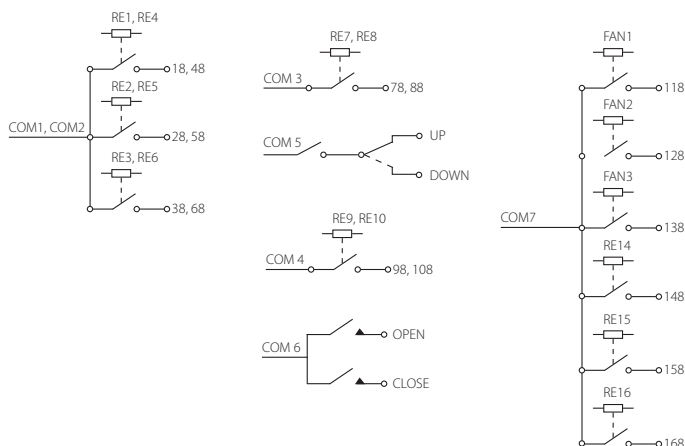 RE1, RE4
18, 48
RE2, RE5
COM1, COM2
28, 58
RE3, RE6
38, 68
RE7, RE8
COM 3
78, 88
COM 5
UP
DOWN
RE9, RE10
COM 4
98, 108
COM 6
OPEN
CLOSE
FAN1
118
FAN2
128
FAN3
COM7
138
RE14
148
RE15
158
RE16
168